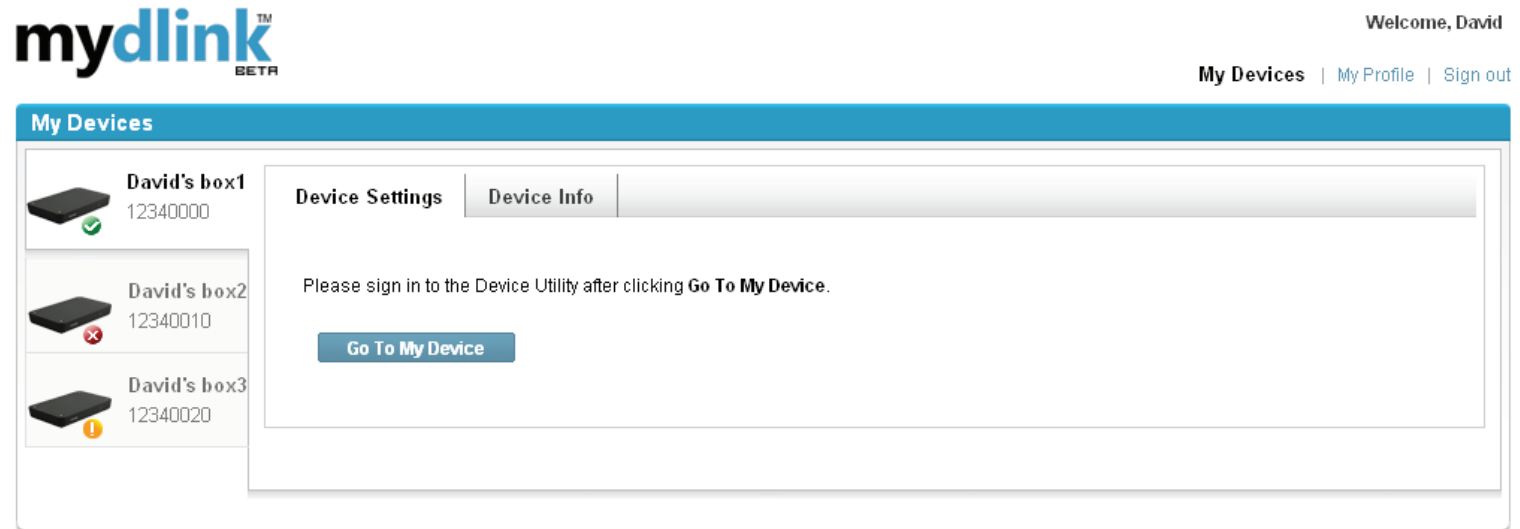 mydlink™
BETA
Welcome, David
My Devices | My Profile | Sign out
My Devices
David's box1
12340000
David's box2
12340010
David's box3
12340020
Device Settings
Device Info
Please sign in to the Device Utility after clicking Go To My Device.
Go To My Device